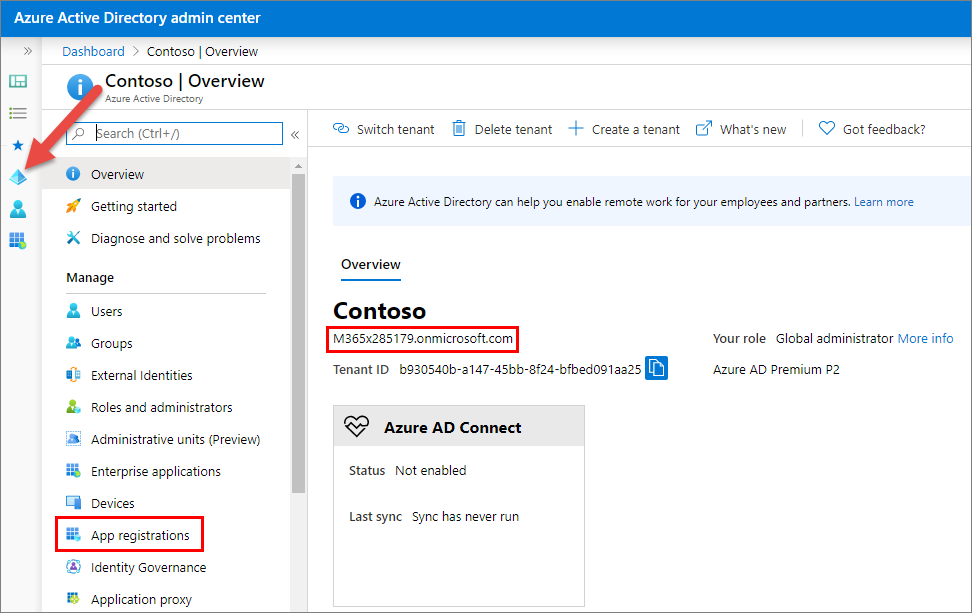 Azure Active Directory admin center
Dashboard > Contoso | Overview
Contoso | Overview
Azure Active Directory
Search (Ctrl+/)
Overview
Getting started
Diagnose and solve problems
Manage
Users
Groups
External Identities
Roles and administrators
Administrative units (Preview)
Enterprise applications
Devices
App registrations
Identity Governance
Application proxy
Switch tenant Delete tenant Create a tenant What's new Got feedback?
Azure Active Directory can help you enable remote work for your employees and partners. Learn more
Overview
Contoso
M365x285179.onmicrosoft.com
Tenant ID b930540b-a147-45bb-8f24-bfbed091aa25
Your role Global administrator More info
Azure AD Premium P2
Azure AD Connect
Status Not enabled
Last sync Sync has never run